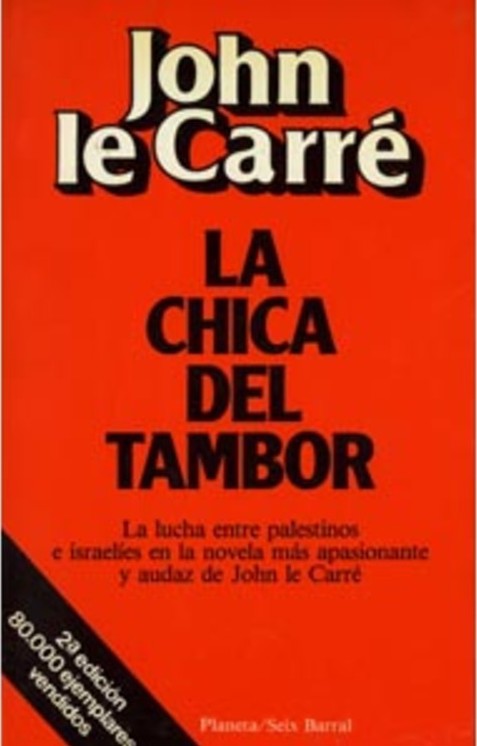 John
le Carré
LA
CHICA
DEL
TAMBOR
La lucha entre palestinos
e israelíes en la novela más apasionante
y audaz de John le Carré
2ª edición
80.000 ejemplares
vendidos
Planeta/Seix Barral